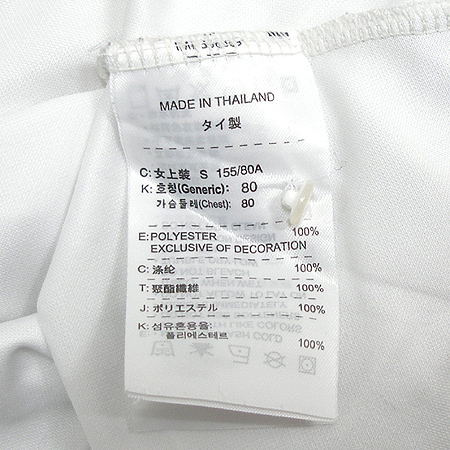 MADE IN THAILAND
タイ製
C: 女上裝 S 155/80A
K: 호칭(Generic): 80
가슴둘레(Chest): 80
E: POLYESTER 100%
EXCLUSIVE OF DECORATION
C: 涤纶 100%
T: 聚酯纖維 100%
J: ポリエステル 100%
K: 섬유혼용율:
폴리에스테르 100%